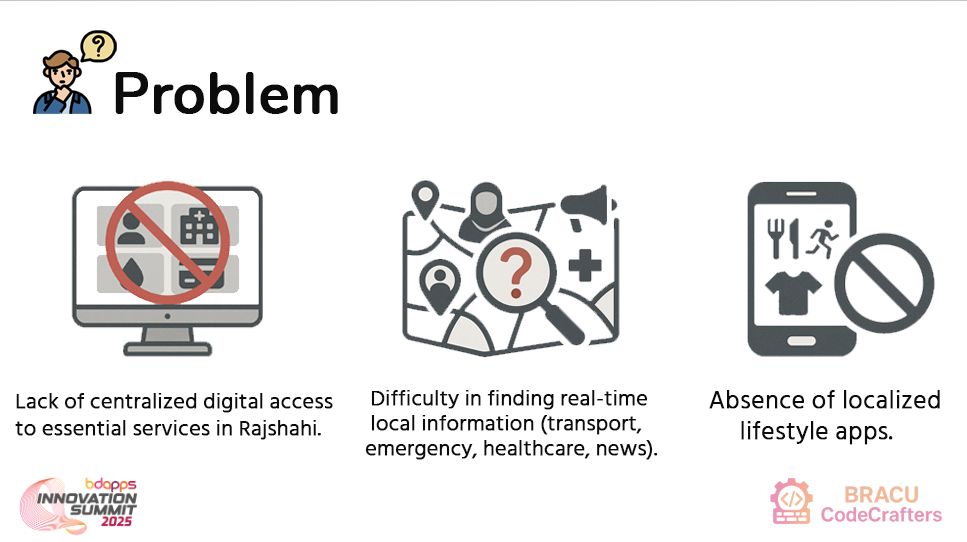 ?
Problem
?
Lack of centralized digital access
to essential services in Rajshahi.
Difficulty in finding real-time
local information (transport,
emergency, healthcare, news).
Absence of localized
lifestyle apps.
bdapps
INNOVATION
SUMMIT
2025
</>
BRACU
CodeCrafters